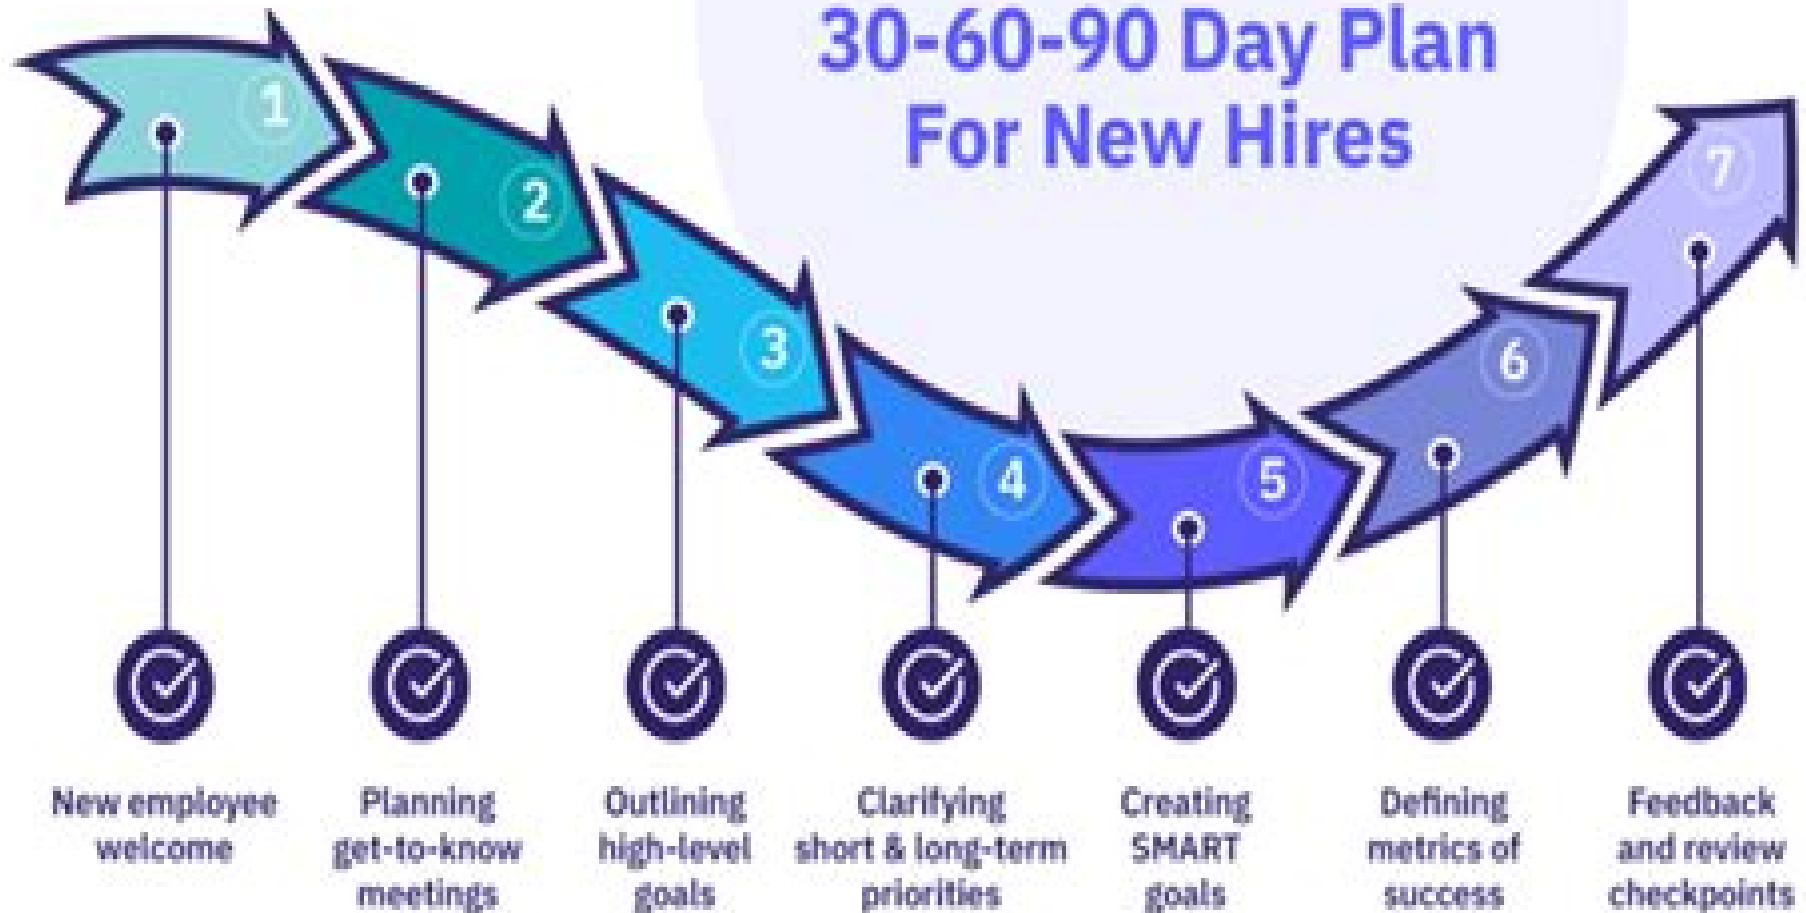 30-60-90 Day Plan
For New Hires
1
2
3
4
5
6
7
New employee
welcome
Planning
get-to-know
meetings
Outlining
high-level
goals
Clarifying
short & long-term
priorities
Creating
SMART
goals
Defining
metrics of
success
Feedback
and review
checkpoints